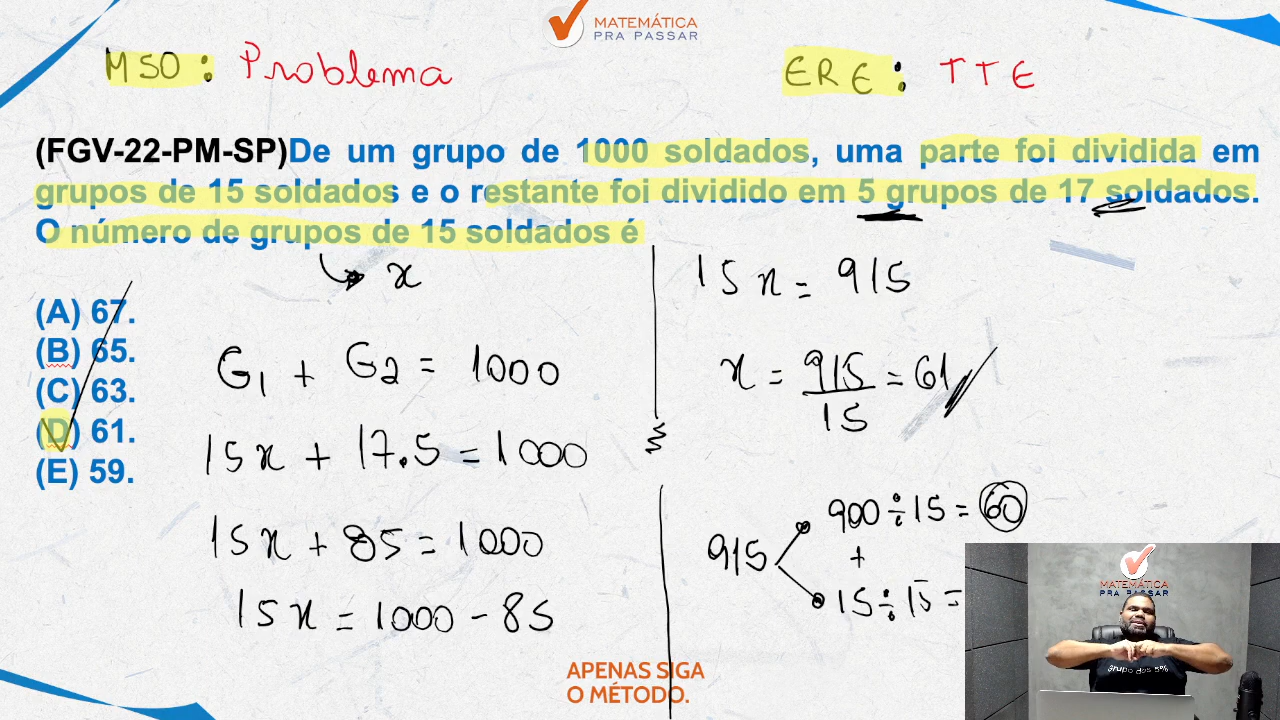 MATEMÁTICA
PRA PASSAR
MSO: Problema
ERE: TTE
(FGV-22-PM-SP)De um grupo de 1000 soldados, uma parte foi dividida em
grupos de 15 soldados e o restante foi dividido em 5 grupos de 17 soldados.
O número de grupos de 15 soldados é
x
(A) 67.
(B) 65.
(C) 63.
(D) 61.
(E) 59.
G1 + G2 = 1000
15x + 17.5 = 1000
15x + 85 = 1000
15x = 1000 - 85
15x = 915
x = 915/15 = 61
915
900 ÷ 15 = 60
+
15 ÷ 15 =
MATEMÁTICA
PRA PASSAR
Grupo dos 5%
APENAS SIGA
O MÉTODO.